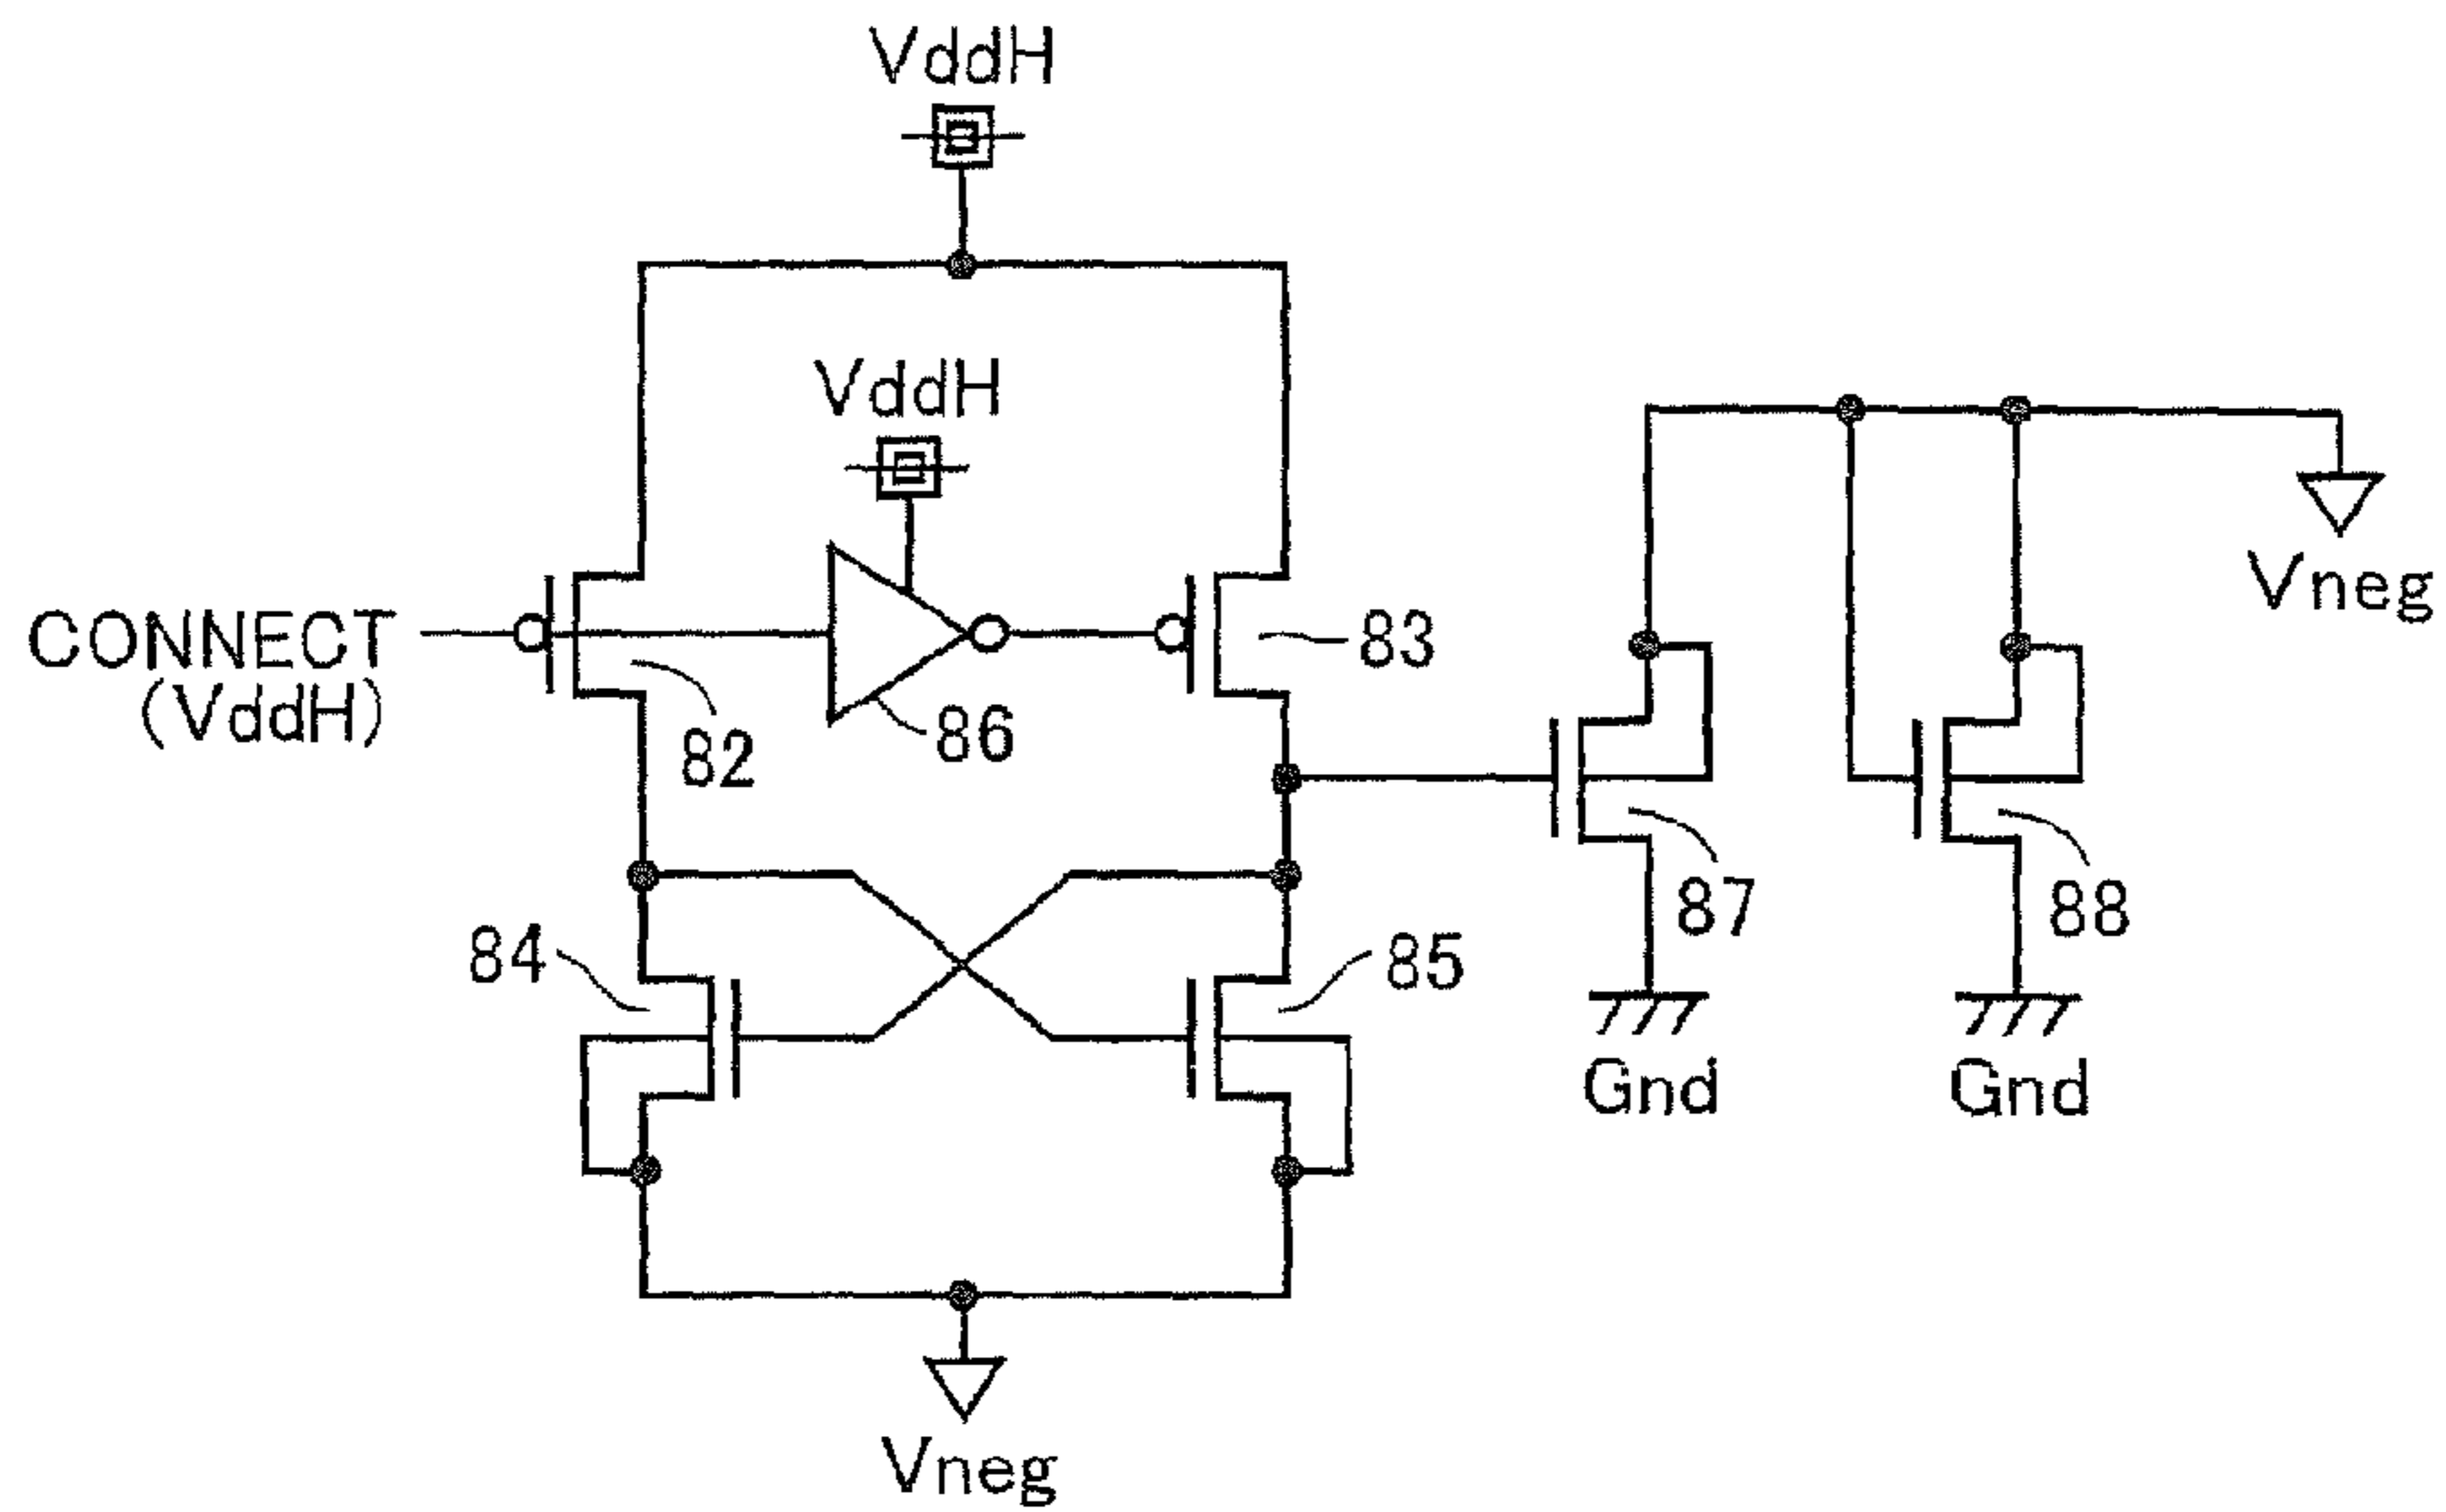 VddH
VddH
CONNECT
(VddH)
82
86
83
Vneg
84
85
87
88
Gnd
Gnd
Vneg